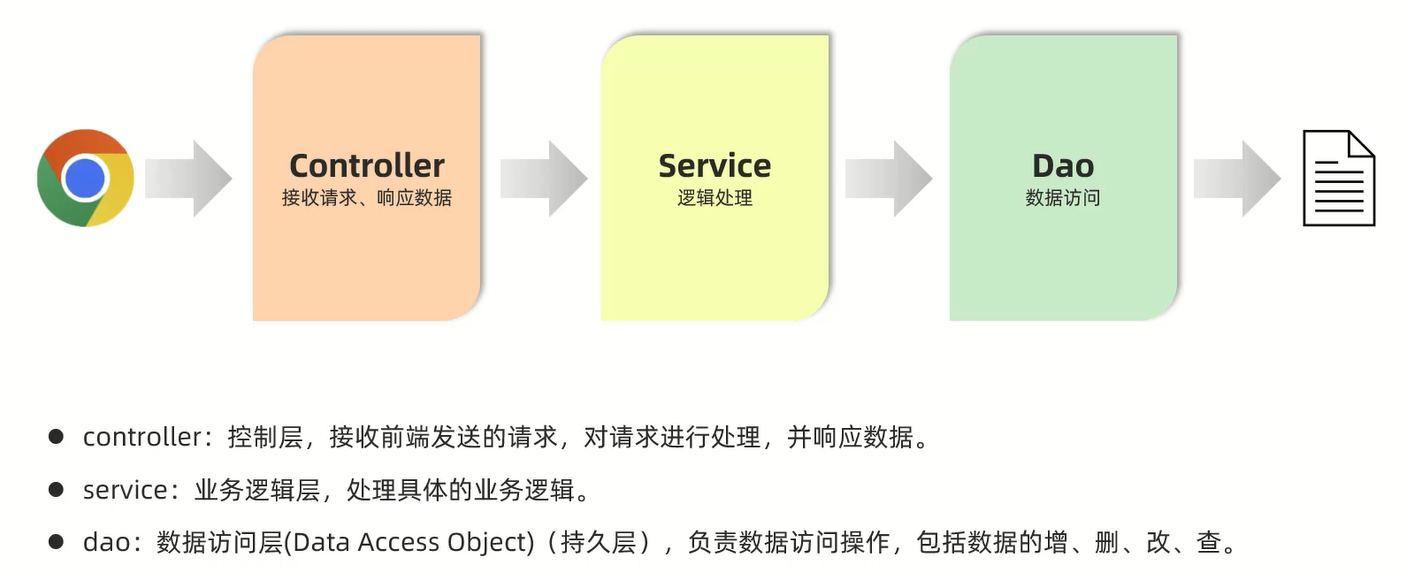 Controller
接收请求、响应数据
Service
逻辑处理
Dao
数据访问
● controller：控制层，接收前端发送的请求，对请求进行处理，并响应数据。
● service：业务逻辑层，处理具体的业务逻辑。
● dao：数据访问层(Data Access Object)（持久层），负责数据访问操作，包括数据的增、删、改、查。